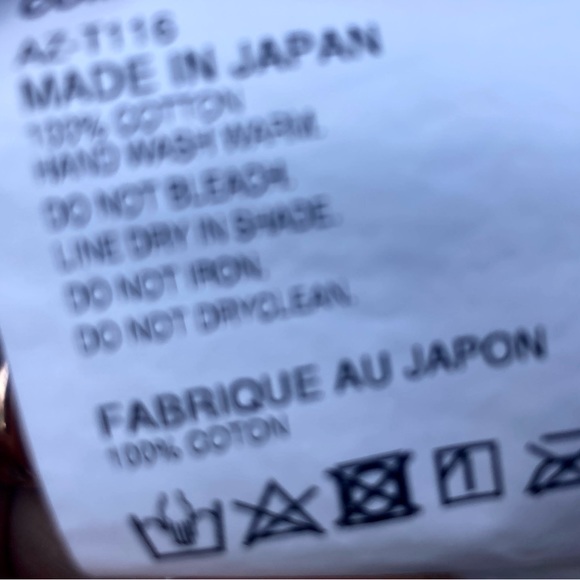 AZ-T116
MADE IN JAPAN
100% COTTON
HAND WASH WARM.
DO NOT BLEACH.
LINE DRY IN SHADE.
DO NOT IRON.
DO NOT DRYCLEAN.
FABRIQUE AU JAPON
100% COTON